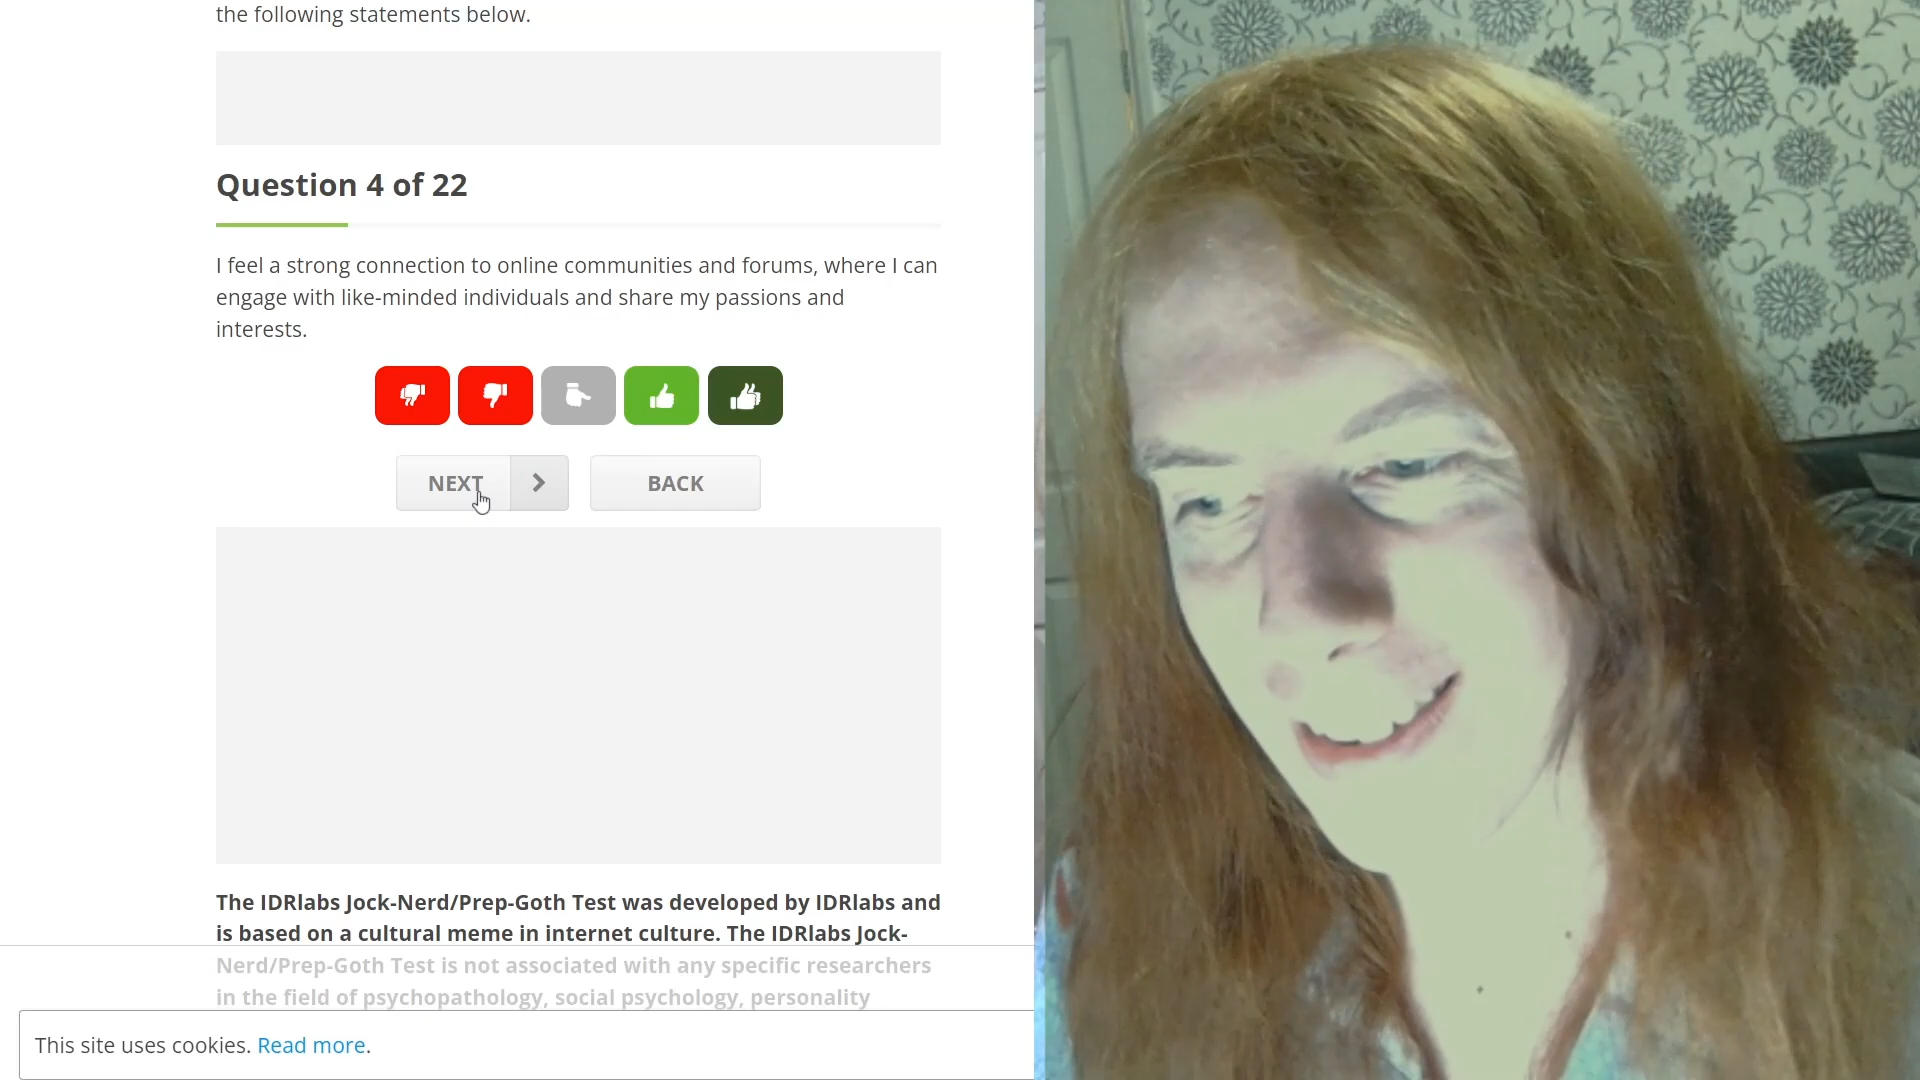 the following statements below.
Question 4 of 22
I feel a strong connection to online communities and forums, where I can
engage with like-minded individuals and share my passions and
interests.
NEXT
BACK
The IDRlabs Jock-Nerd/Prep-Goth Test was developed by IDRlabs and
is based on a cultural meme in internet culture. The IDRlabs Jock-
Nerd/Prep-Goth Test is not associated with any specific researchers
in the field of psychopathology, social psychology, personality
This site uses cookies. Read more.